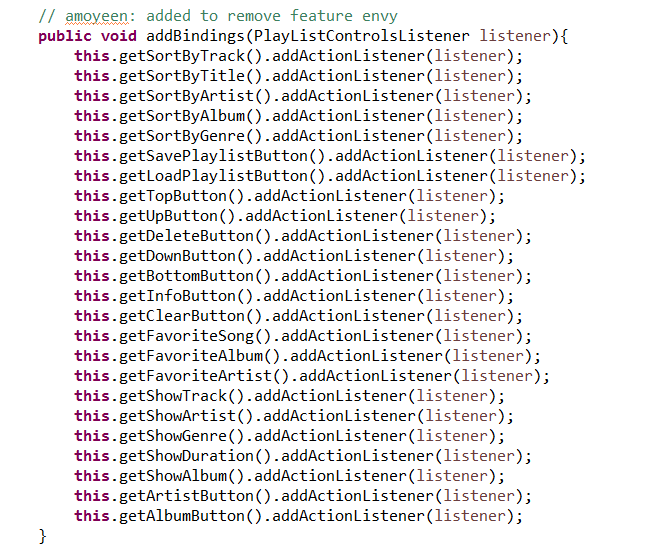 // amoyeen: added to remove feature envy
public void addBindings(PlayListControlsListener listener){
    this.getSortByTrack().addActionListener(listener);
    this.getSortByTitle().addActionListener(listener);
    this.getSortByArtist().addActionListener(listener);
    this.getSortByAlbum().addActionListener(listener);
    this.getSortByGenre().addActionListener(listener);
    this.getSavePlaylistButton().addActionListener(listener);
    this.getLoadPlaylistButton().addActionListener(listener);
    this.getTopButton().addActionListener(listener);
    this.getUpButton().addActionListener(listener);
    this.getDeleteButton().addActionListener(listener);
    this.getDownButton().addActionListener(listener);
    this.getBottomButton().addActionListener(listener);
    this.getInfoButton().addActionListener(listener);
    this.getClearButton().addActionListener(listener);
    this.getFavoriteSong().addActionListener(listener);
    this.getFavoriteAlbum().addActionListener(listener);
    this.getFavoriteArtist().addActionListener(listener);
    this.getShowTrack().addActionListener(listener);
    this.getShowArtist().addActionListener(listener);
    this.getShowGenre().addActionListener(listener);
    this.getShowDuration().addActionListener(listener);
    this.getShowAlbum().addActionListener(listener);
    this.getArtistButton().addActionListener(listener);
    this.getAlbumButton().addActionListener(listener);
}